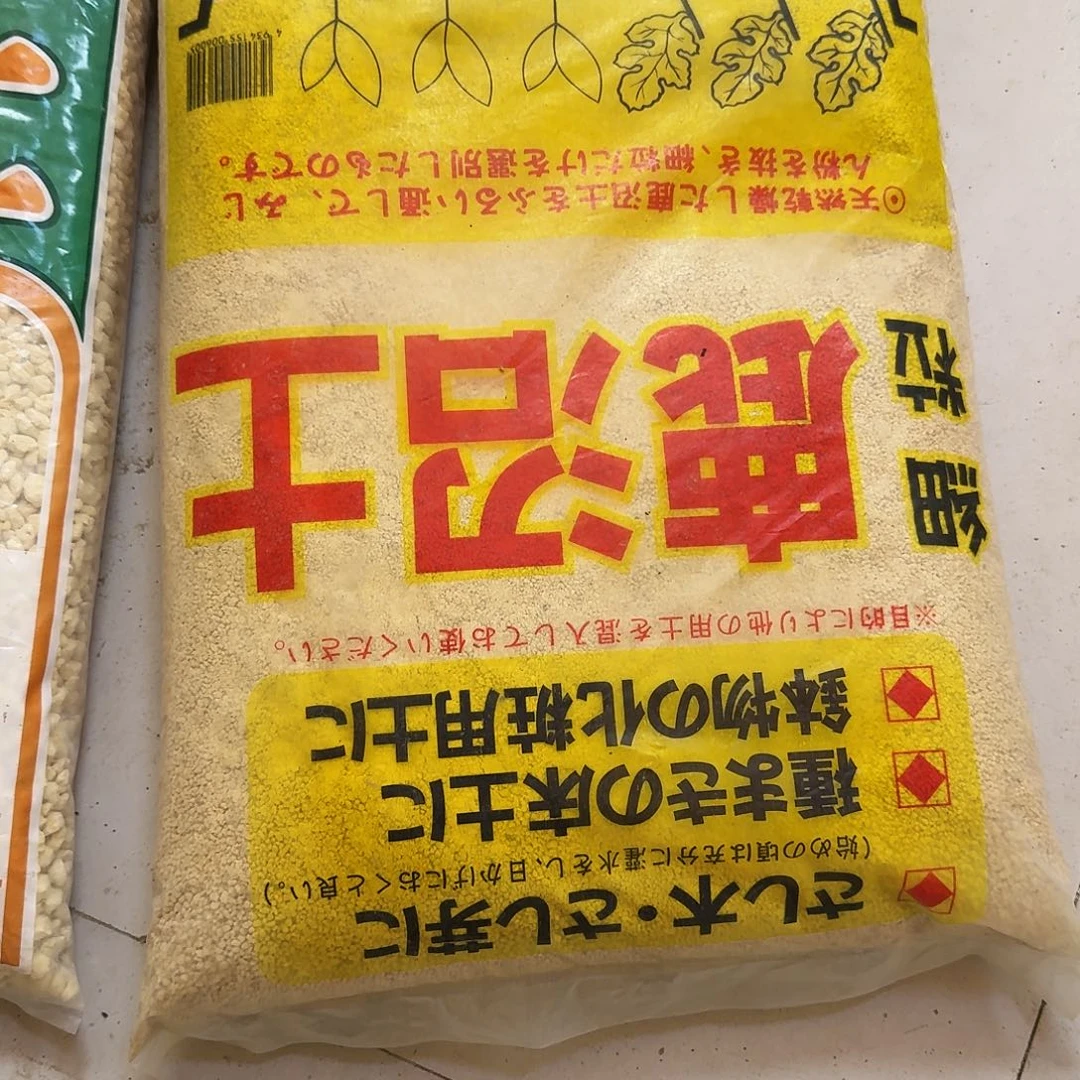 さし木・さし芽に
(始めの頃は充分に灌水をし、日かげにおくと良い。)
種まきの床土に
鉢物の化粧用土に
※目的により他の用土を混入してお使いください。
細粒
鹿沼土
⊙天然乾燥した鹿沼土をふるい通して、みじ
ん粉を抜き、細粒だけを選別したものです。